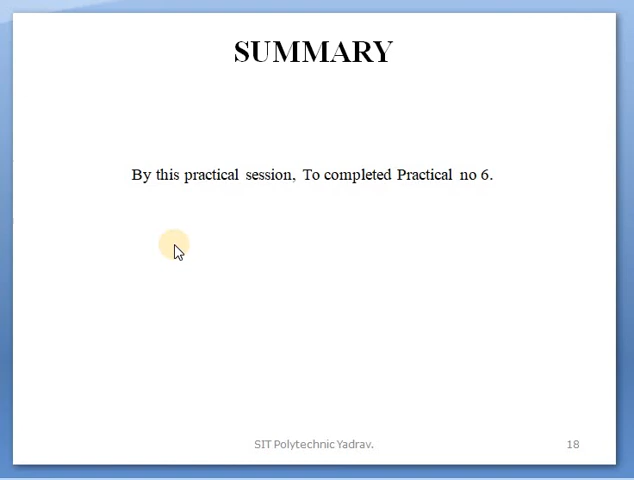 SUMMARY
By this practical session, To completed Practical no 6.
SIT Polytechnic Yadrav.
18